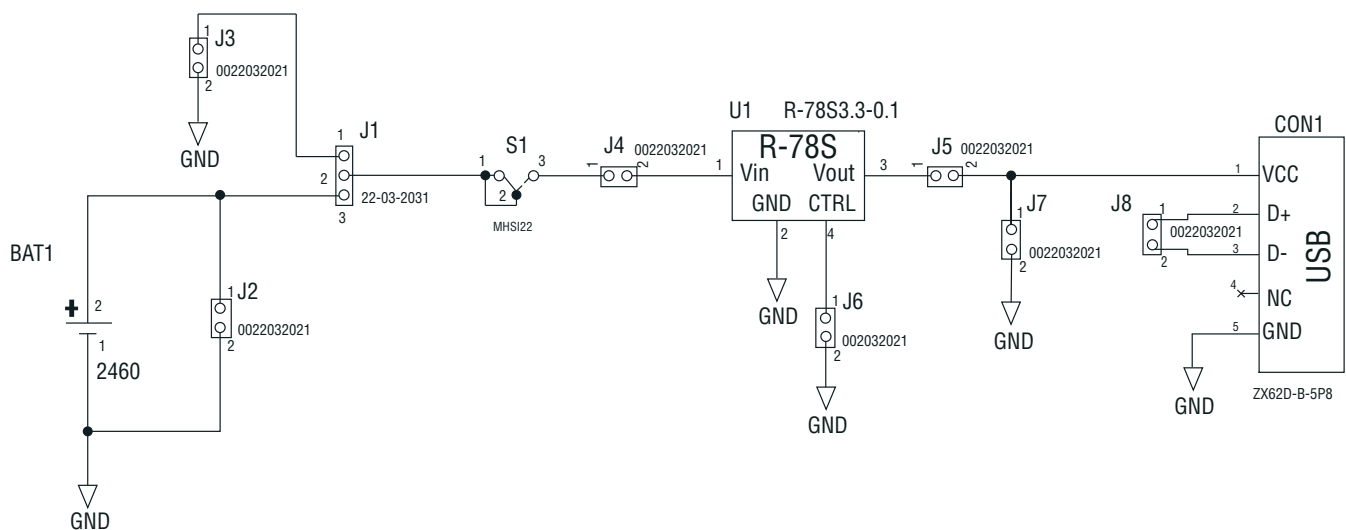 1
J3
0022032021
2
GND
1
J1
2
22-03-2031
3
BAT1
2
+
1
2460
1
J2
0022032021
2
GND
S1
1
3
2
MHSI22
J4
0022032021
1
2
U1
R-78S3.3-0.1
R-78S
1
Vin
Vout
3
GND
CTRL
2
4
GND
1
J6
002032021
2
GND
J5
0022032021
1
2
1
J7
0022032021
2
GND
J8
1
0022032021
2
CON1
1
VCC
2
D+
3
D-
USB
4
NC
5
GND
GND
ZX62D-B-5P8